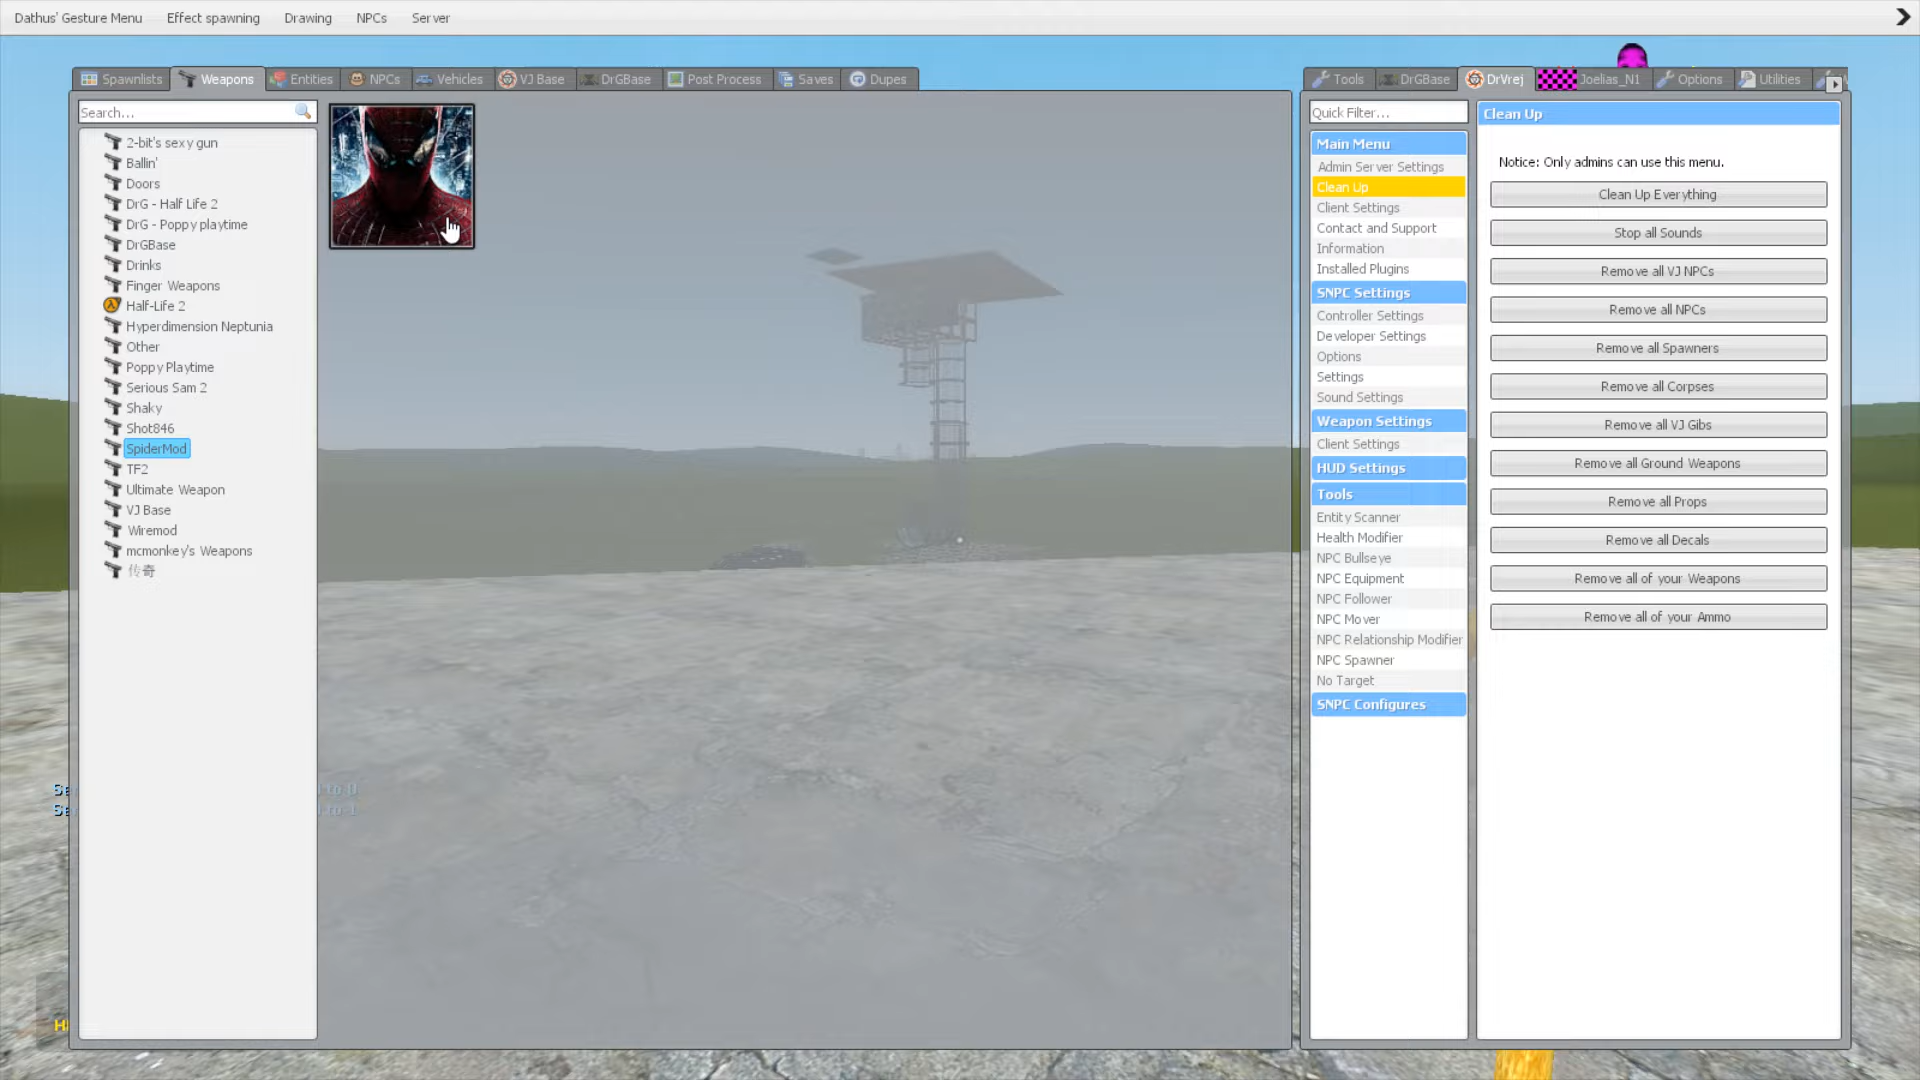 Dathus' Gesture Menu Effect spawning Drawing NPCs Server
Spawnlists Weapons Entities NPCs Vehicles VJ Base DrGBase Post Process Saves Dupes
Search...
2-bit's sexy gun
Ballin'
Doors
DrG - Half Life 2
DrG - Poppy playtime
DrGBase
Drinks
Finger Weapons
Half-Life 2
Hyperdimension Neptunia
Other
Poppy Playtime
Serious Sam 2
Shaky
Shot846
SpiderMod
TF2
Ultimate Weapon
VJ Base
Wiremod
mcmonkey's Weapons
传奇
Tools DrGBase DrVrej Joelias_N1 Options Utilities
Quick Filter...
Main Menu
Admin Server Settings
Clean Up
Client Settings
Contact and Support
Information
Installed Plugins
SNPC Settings
Controller Settings
Developer Settings
Options
Settings
Sound Settings
Weapon Settings
Client Settings
HUD Settings
Tools
Entity Scanner
Health Modifier
NPC Bullseye
NPC Equipment
NPC Follower
NPC Mover
NPC Relationship Modifier
NPC Spawner
No Target
SNPC Configures
Clean Up
Notice: Only admins can use this menu.
Clean Up Everything
Stop all Sounds
Remove all VJ NPCs
Remove all NPCs
Remove all Spawners
Remove all Corpses
Remove all VJ Gibs
Remove all Ground Weapons
Remove all Props
Remove all Decals
Remove all of your Weapons
Remove all of your Ammo
to 0
to 1